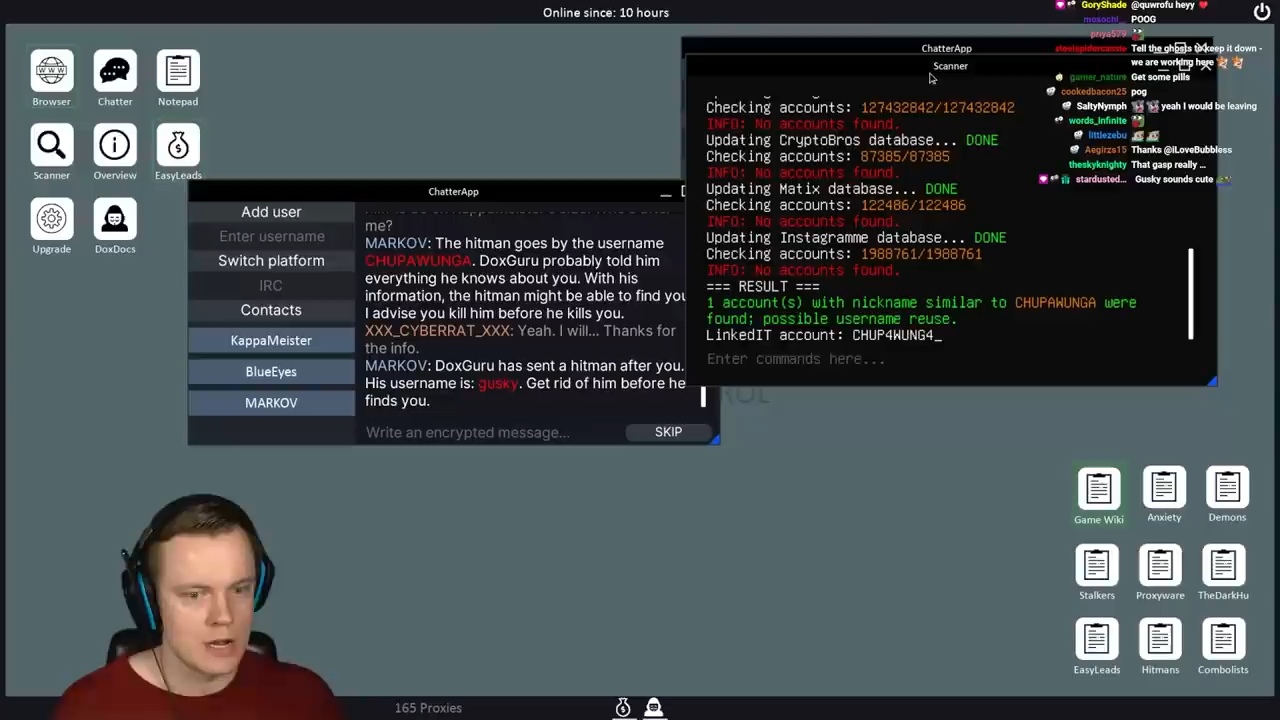 Online since: 10 hours
GoryShade @quwrofu heyy
mosochi_ POOG
priya579
steelspidercassie Tell the ghosts to keep it down -
we are working here
gamer_nature Get some pills
cookedbacon25 pog
SaltyNymph yeah I would be leaving
words_infinite
littlezebu
Aegirzs15 Thanks @iLoveBubbless
theskyknighty That gasp really ...
stardusted... Gusky sounds cute
Browser
Chatter
Notepad
Scanner
Overview
EasyLeads
Upgrade
DoxDocs
ChatterApp
Scanner
Checking accounts: 127432842/127432842
INFO: No accounts found.
Updating CryptoBros database... DONE
Checking accounts: 87385/87385
INFO: No accounts found.
Updating Matix database... DONE
Checking accounts: 122486/122486
INFO: No accounts found.
Updating Instagramme database... DONE
Checking accounts: 1988761/1988761
INFO: No accounts found.
=== RESULT ===
1 account(s) with nickname similar to CHUPAWUNGA were
found; possible username reuse.
LinkedIT account: CHUP4WUNG4_
Enter commands here...
ChatterApp
Add user
Enter username
Switch platform
IRC
Contacts
KappaMeister
BlueEyes
MARKOV
me?
MARKOV: The hitman goes by the username
CHUPAWUNGA. DoxGuru probably told him
everything he knows about you. With his
information, the hitman might be able to find you
I advise you kill him before he kills you.
XXX_CYBERRAT_XXX: Yeah. I will... Thanks for
the info.
MARKOV: DoxGuru has sent a hitman after you.
His username is: gusky. Get rid of him before he
finds you.
Write an encrypted message...
SKIP
Game Wiki
Anxiety
Demons
Stalkers
Proxyware
TheDarkHu
EasyLeads
Hitmans
Combolists
165 Proxies